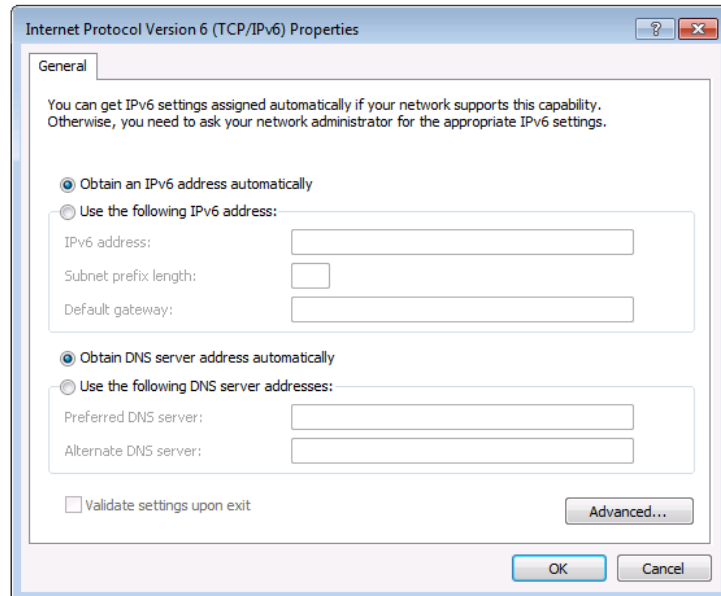 Internet Protocol Version 6 (TCP/IPv6) Properties
?
General
You can get IPv6 settings assigned automatically if your network supports this capability.
Otherwise, you need to ask your network administrator for the appropriate IPv6 settings.
Obtain an IPv6 address automatically
Use the following IPv6 address:
IPv6 address:
Subnet prefix length:
Default gateway:
Obtain DNS server address automatically
Use the following DNS server addresses:
Preferred DNS server:
Alternate DNS server:
Validate settings upon exit
Advanced...
OK Cancel